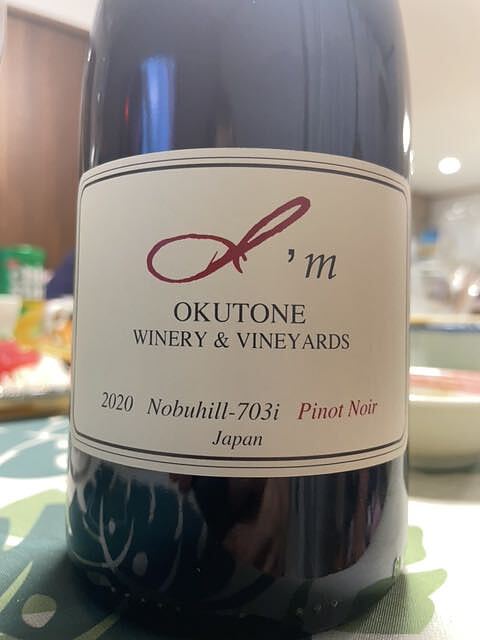 'm
OKUTONE
WINERY & VINEYARDS
2020 Nobuhill-703i Pinot Noir
Japan